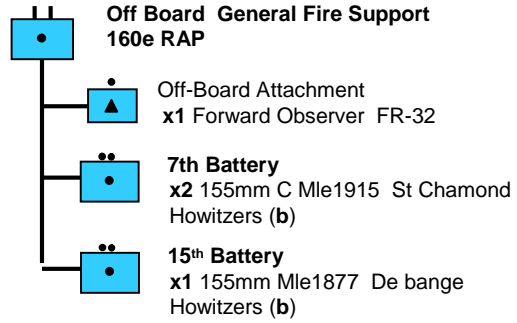 Off Board General Fire Support
160e RAP
Off-Board Attachment
x1 Forward Observer FR-32
7th Battery
x2 155mm C Mle1915 St Chamond
Howitzers (b)
15th Battery
x1 155mm Mle1877 De bange
Howitzers (b)